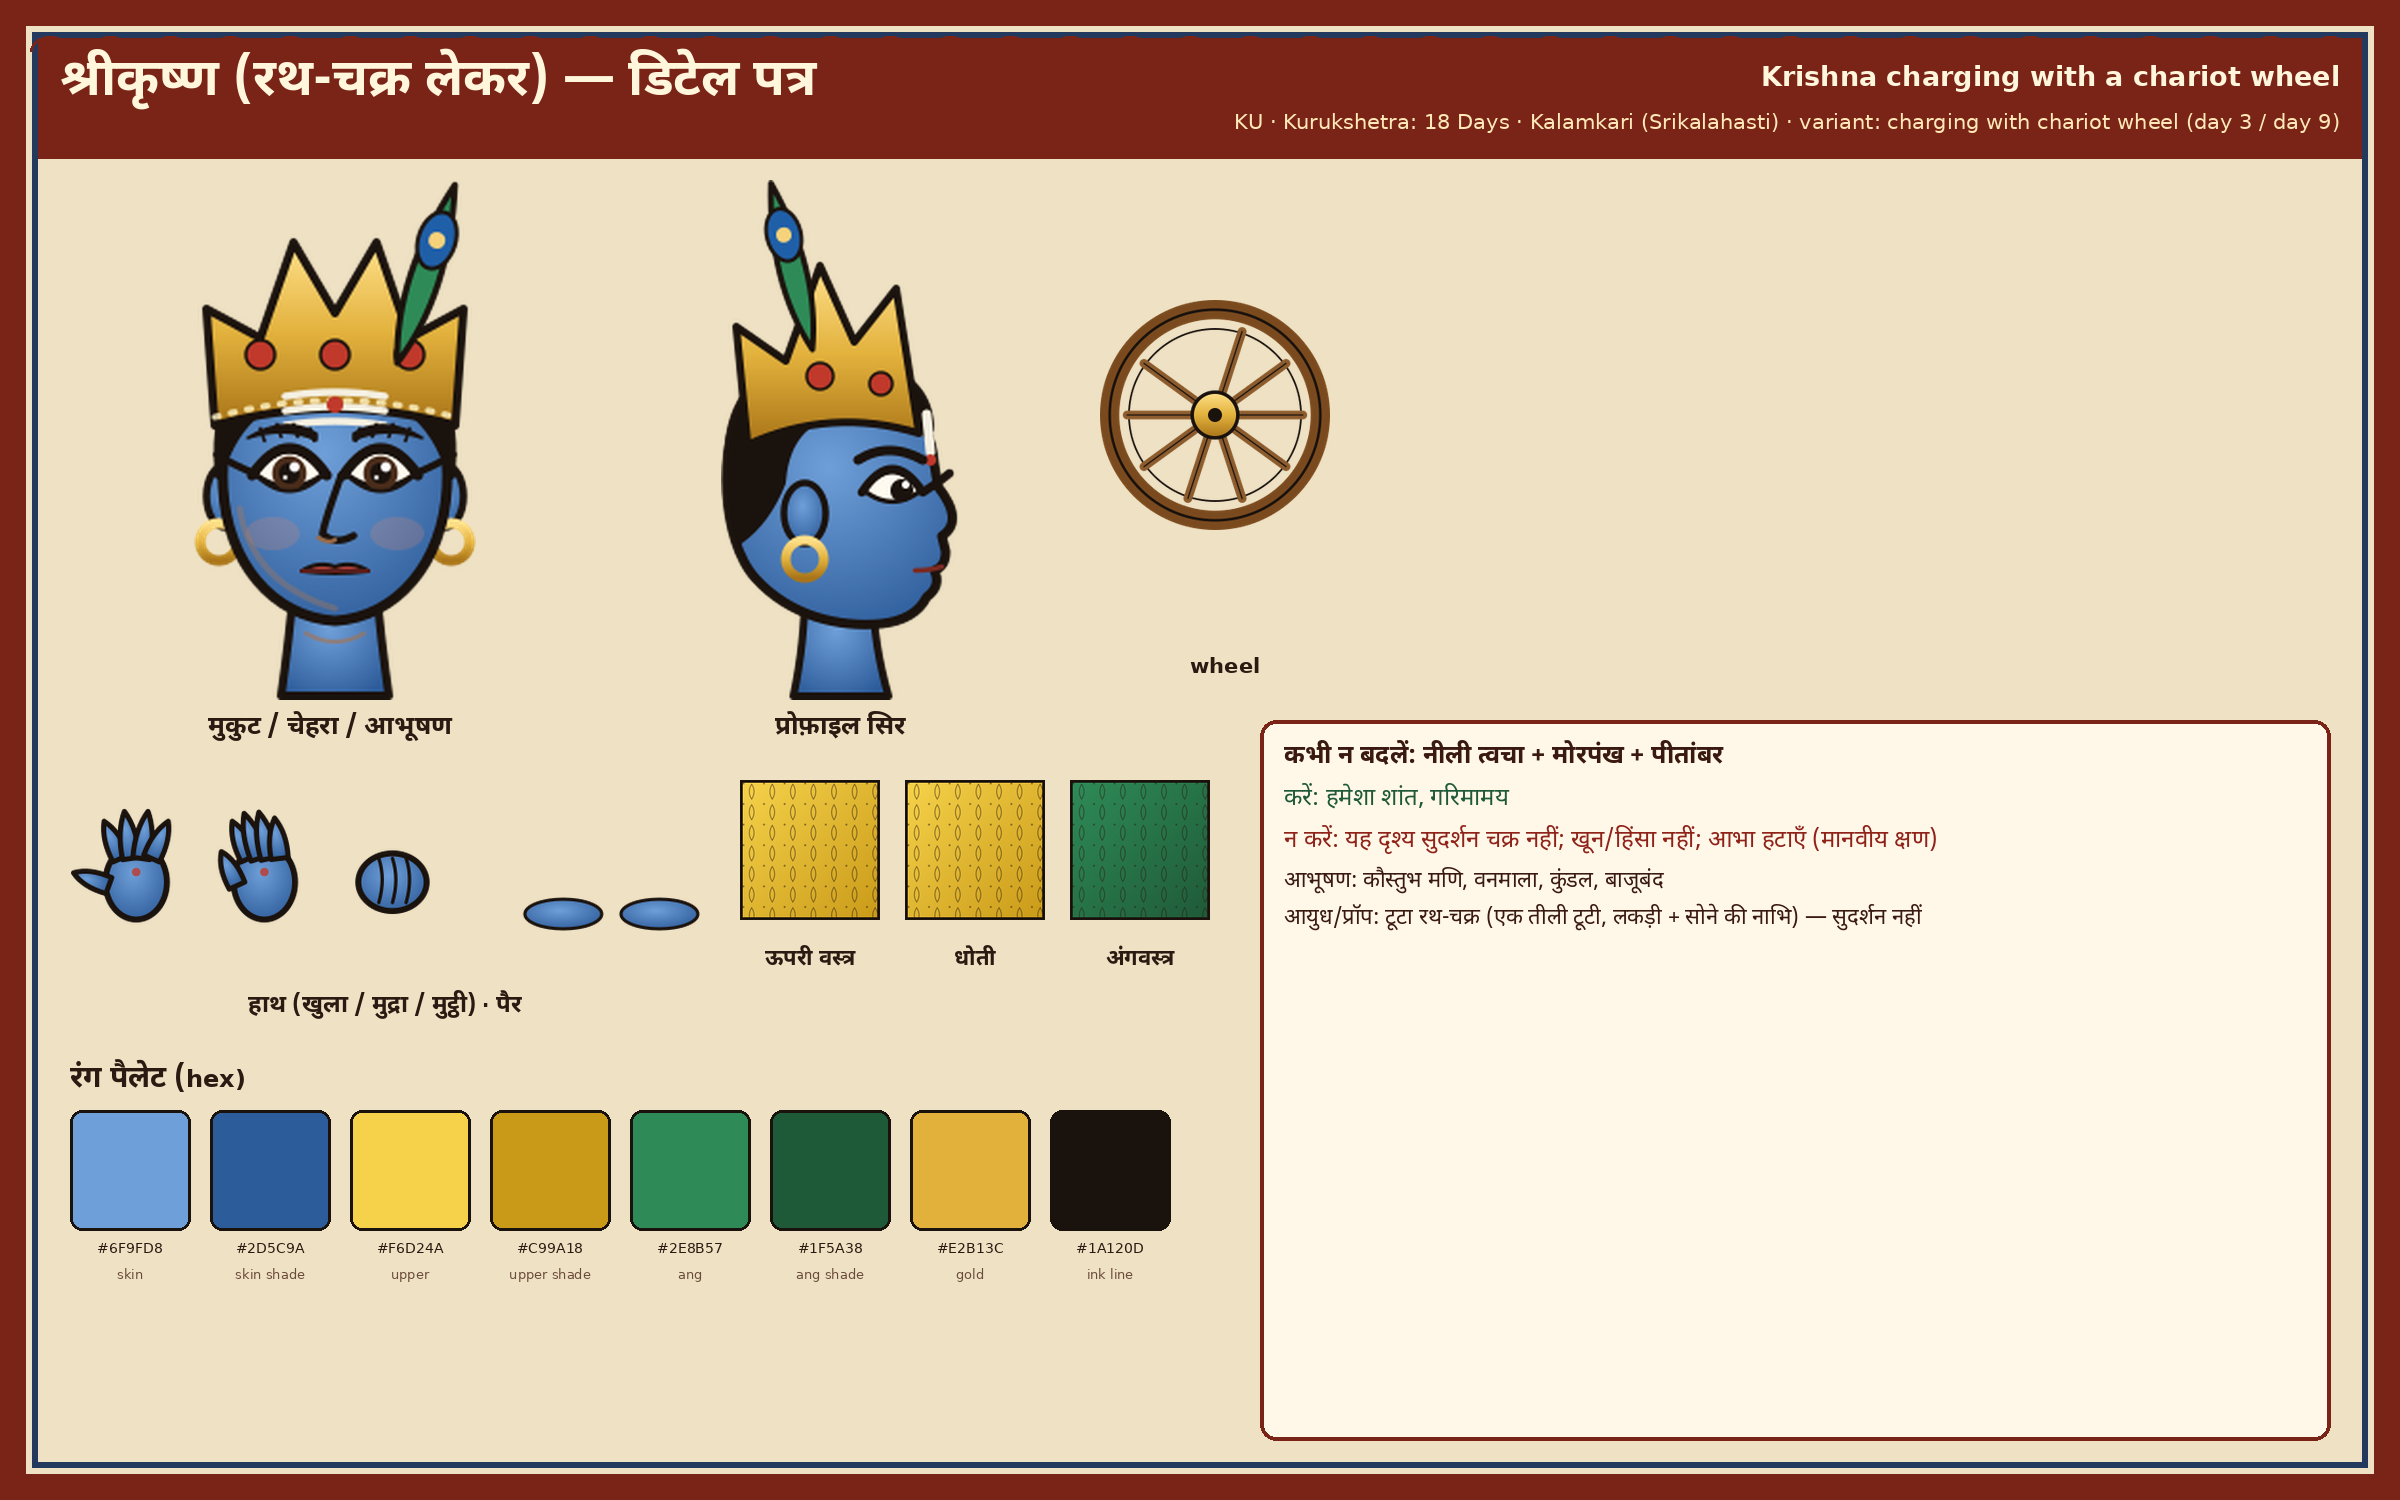 श्रीकृष्ण (रथ-चक्र लेकर) — डिटेल पत्र
Krishna charging with a chariot wheel
KU · Kurukshetra: 18 Days · Kalamkari (Srikalahasti) · variant: charging with chariot wheel (day 3 / day 9)
wheel
मुकुट / चेहरा / आभूषण
प्रोफ़ाइल सिर
कभी न बदलें: नीली त्वचा + मोरपंख + पीतांबर
करें: हमेशा शांत, गरिमामय
न करें: यह दृश्य सुदर्शन चक्र नहीं; खून/हिंसा नहीं; आभा हटाएँ (मानवीय क्षण)
आभूषण: कौस्तुभ मणि, वनमाला, कुंडल, बाजूबंद
आयुध/प्रॉप: टूटा रथ-चक्र (एक तीली टूटी, लकड़ी + सोने की नाभि) — सुदर्शन नहीं
ऊपरी वस्त्र
धोती
अंगवस्त्र
हाथ (खुला / मुद्रा / मुट्ठी) · पैर
रंग पैलेट (hex)
#6F9FD8
#2D5C9A
#F6D24A
#C99A18
#2E8B57
#1F5A38
#E2B13C
#1A120D
skin
skin shade
upper
upper shade
ang
ang shade
gold
ink line